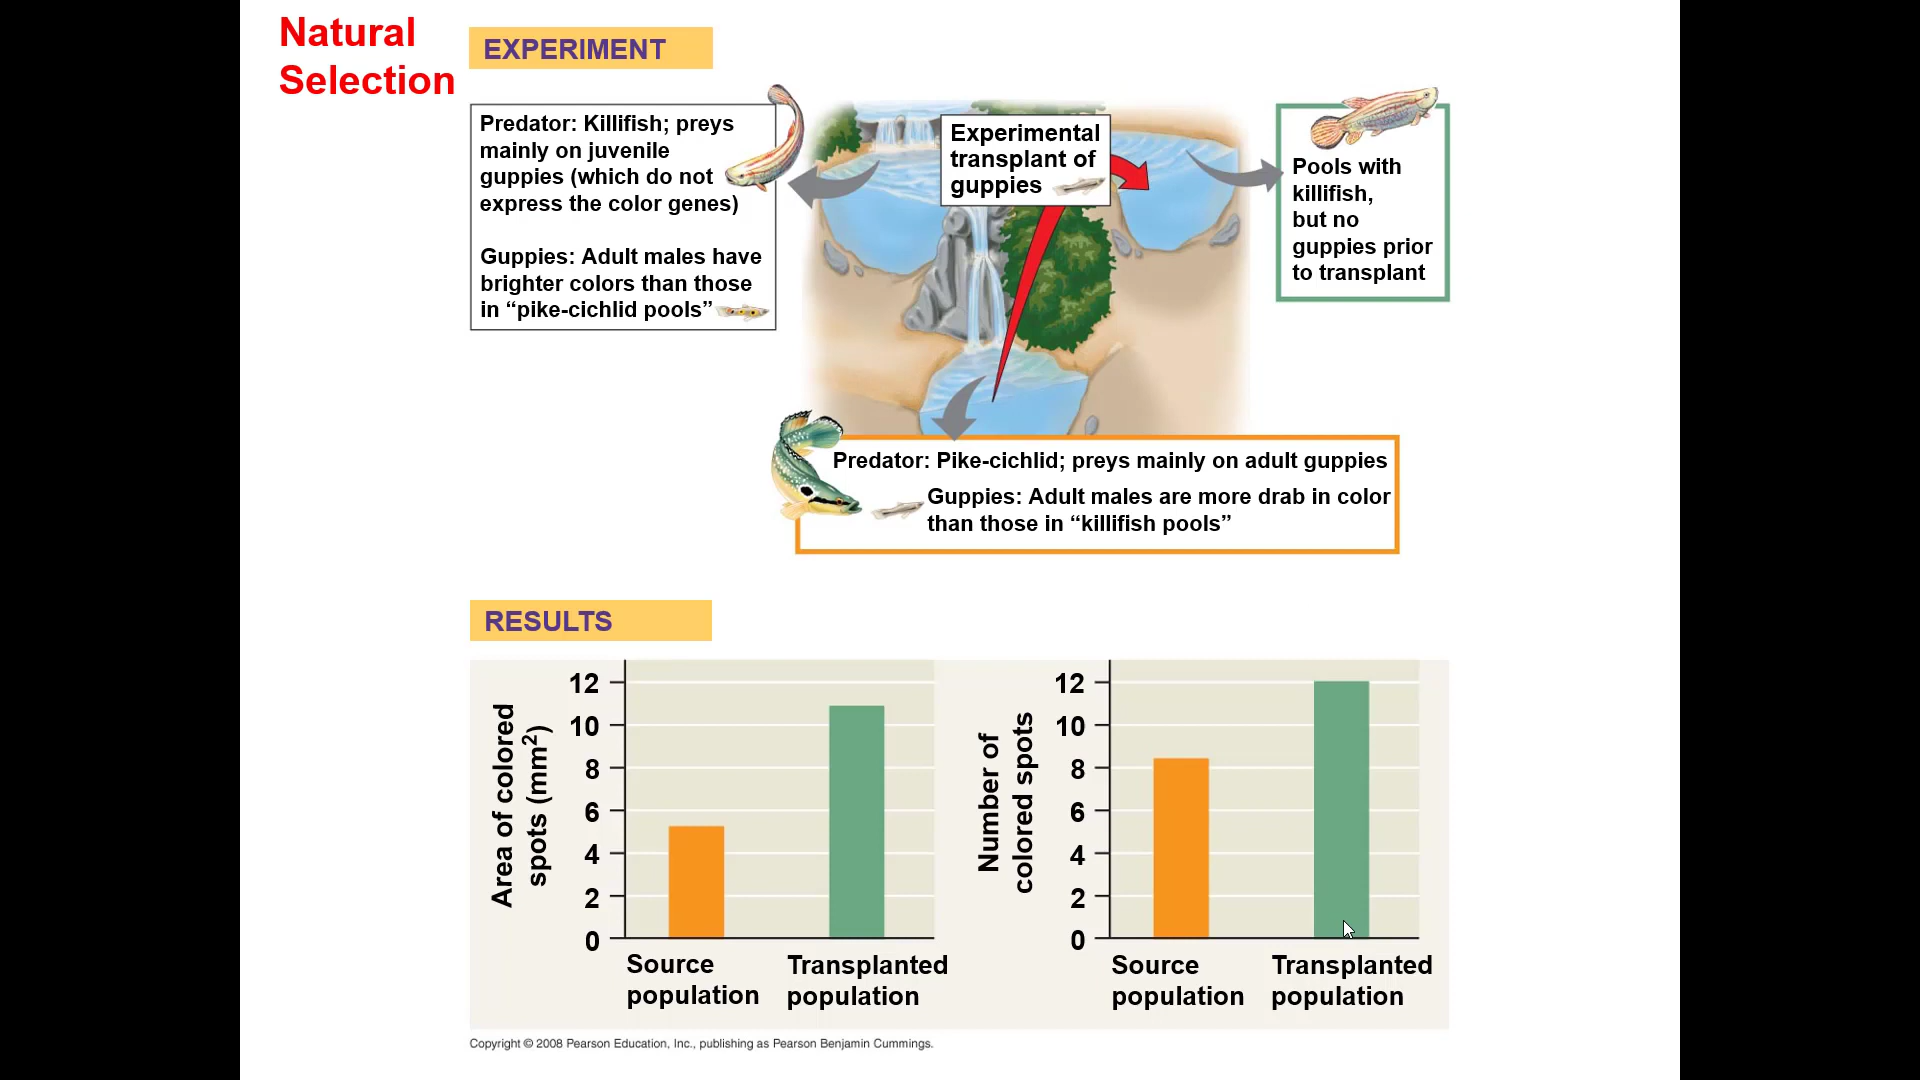 Natural
Selection
EXPERIMENT
Predator: Killifish; preys
mainly on juvenile
guppies (which do not
express the color genes)
Guppies: Adult males have
brighter colors than those
in “pike-cichlid pools”
Experimental
transplant of
guppies
Pools with
killifish,
but no
guppies prior
to transplant
Predator: Pike-cichlid; preys mainly on adult guppies
Guppies: Adult males are more drab in color
than those in “killifish pools”
RESULTS
Area of colored
spots (mm²)
12
10
8
6
4
2
0
Source
population
Transplanted
population
Number of
colored spots
12
10
8
6
4
2
0
Source
population
Transplanted
population
Copyright © 2008 Pearson Education, Inc., publishing as Pearson Benjamin Cummings.